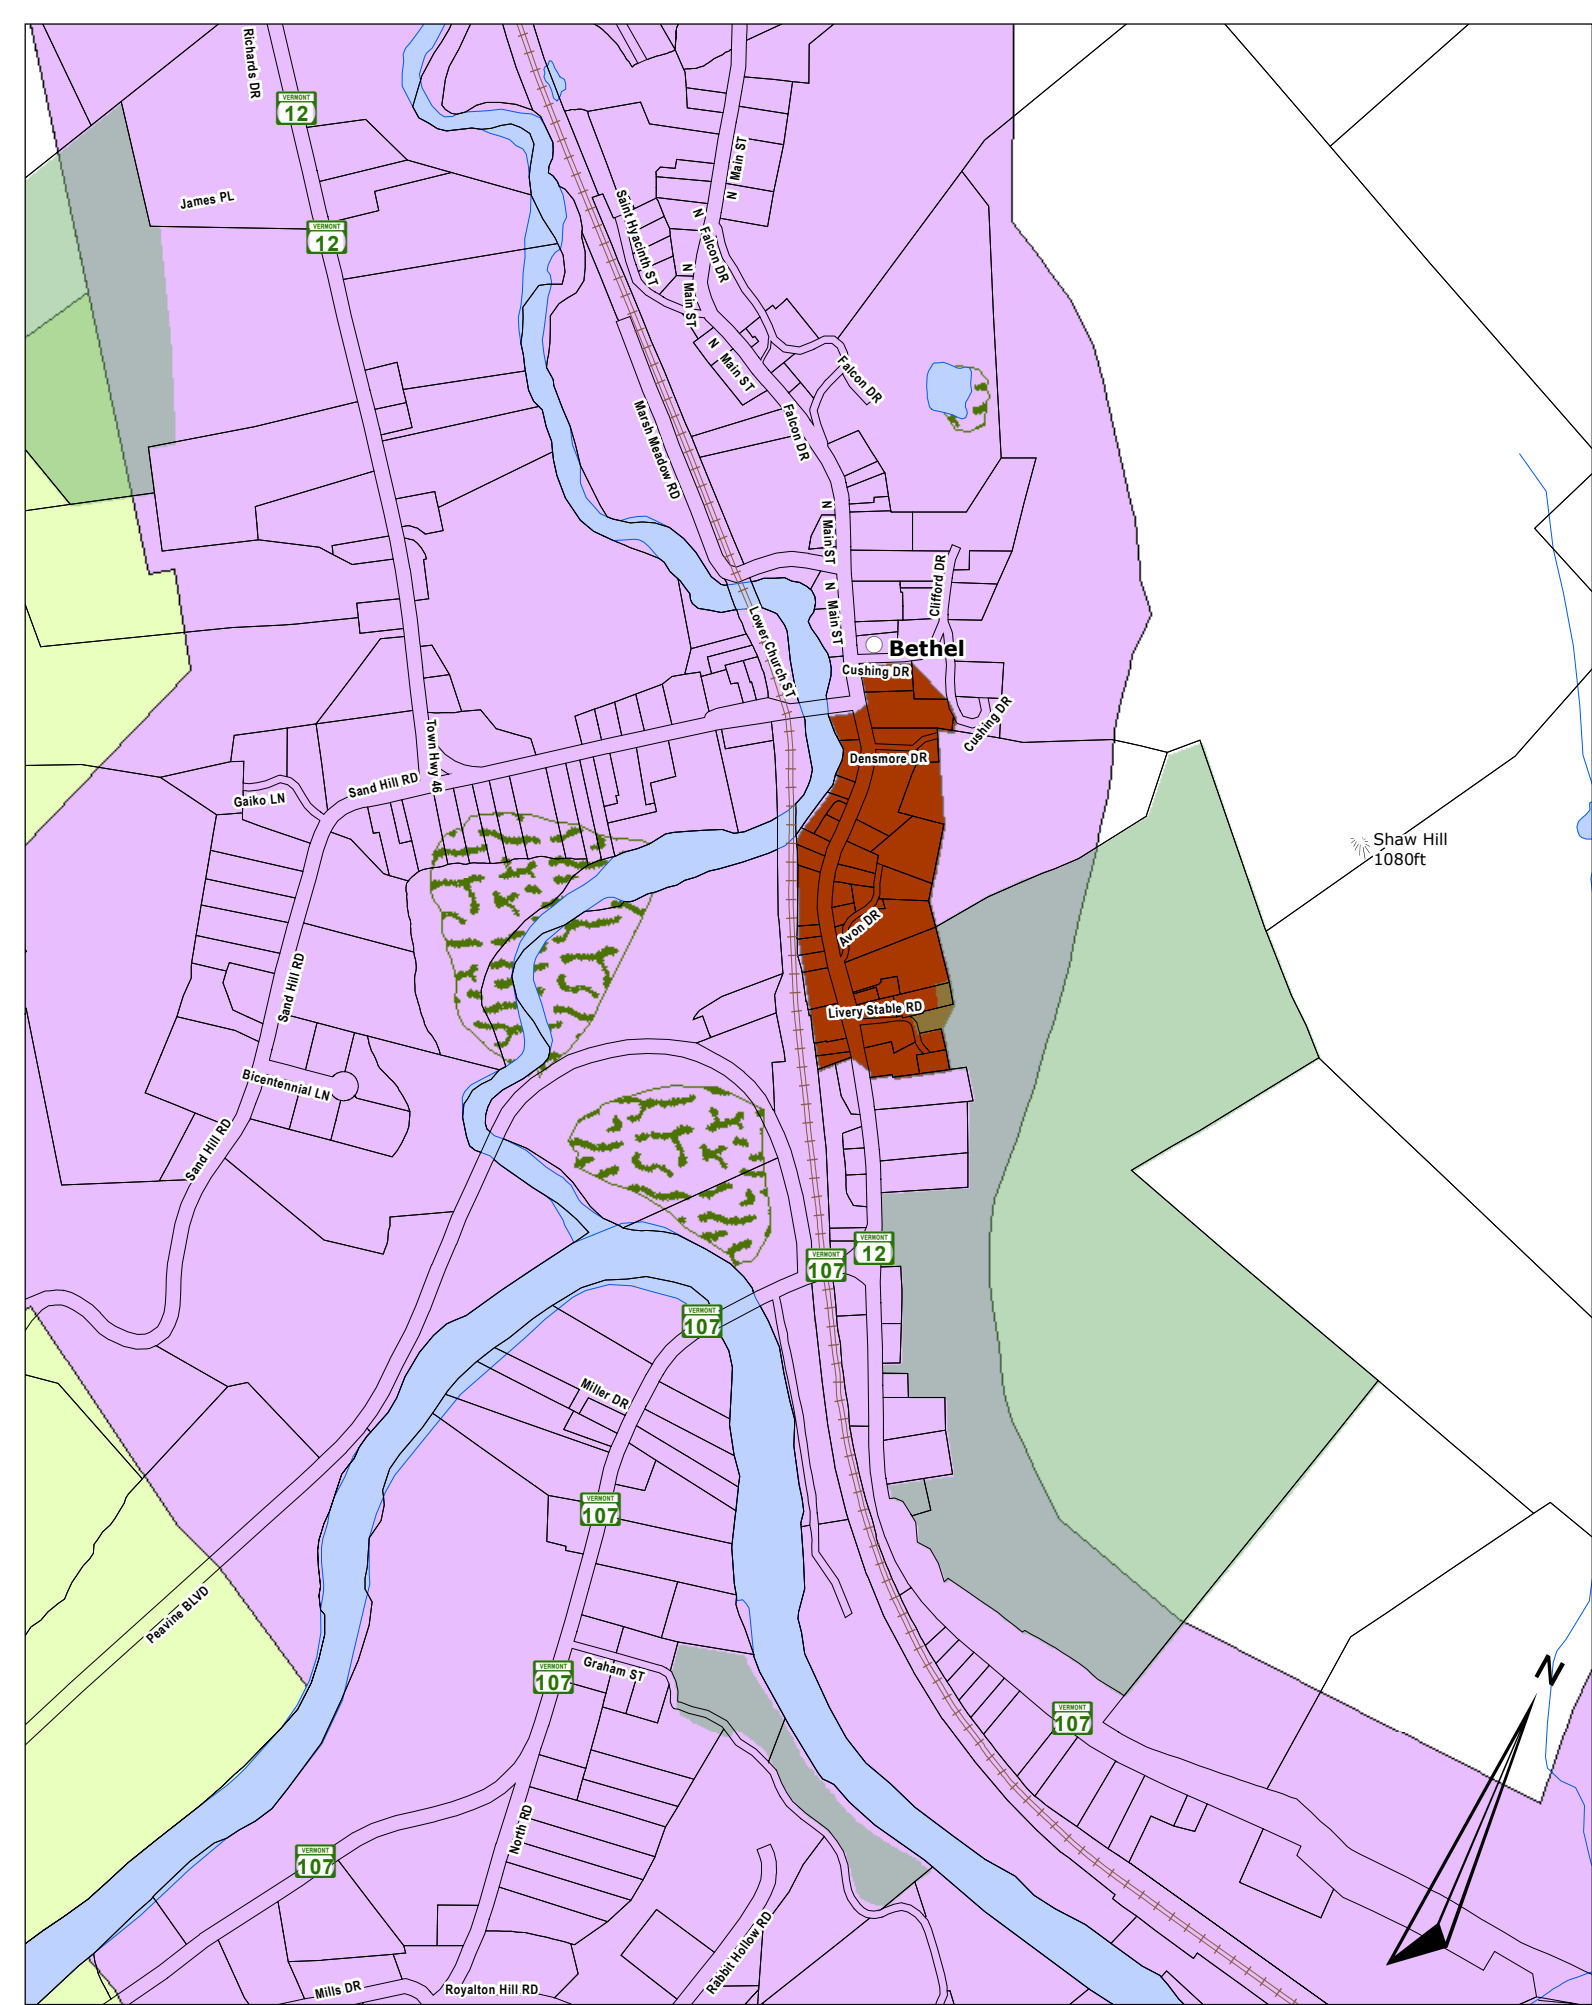 Richards DR
VERMONT
12
James PL
VERMONT
12
N Main ST
Saint Hyacinth ST
N Falcon DR
N Main ST
N Main ST
Falcon DR
Falcon DR
Marsh Meadow RD
N Main ST
Clifford DR
N Main ST
Lower Church ST
Bethel
Cushing DR
Cushing DR
Town Hwy 46
Densmore DR
Sand Hill RD
Gaiko LN
Shaw Hill
1080ft
Avon DR
Sand Hill RD
Livery Stable RD
Bicentennial LN
Sand Hill RD
VERMONT
12
VERMONT
107
VERMONT
107
Miller DR
VERMONT
107
Peavine BLVD
Graham ST
VERMONT
107
N
VERMONT
107
North RD
VERMONT
107
Rabbit Hollow RD
Mills DR
Royalton Hill RD